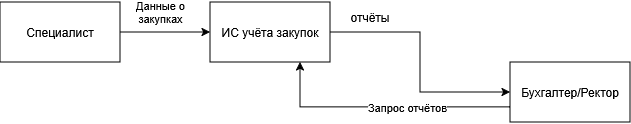 Данные о
закупках
отчёты
Специалист
ИС учёта закупок
Бухгалтер/Ректор
Запрос отчётов